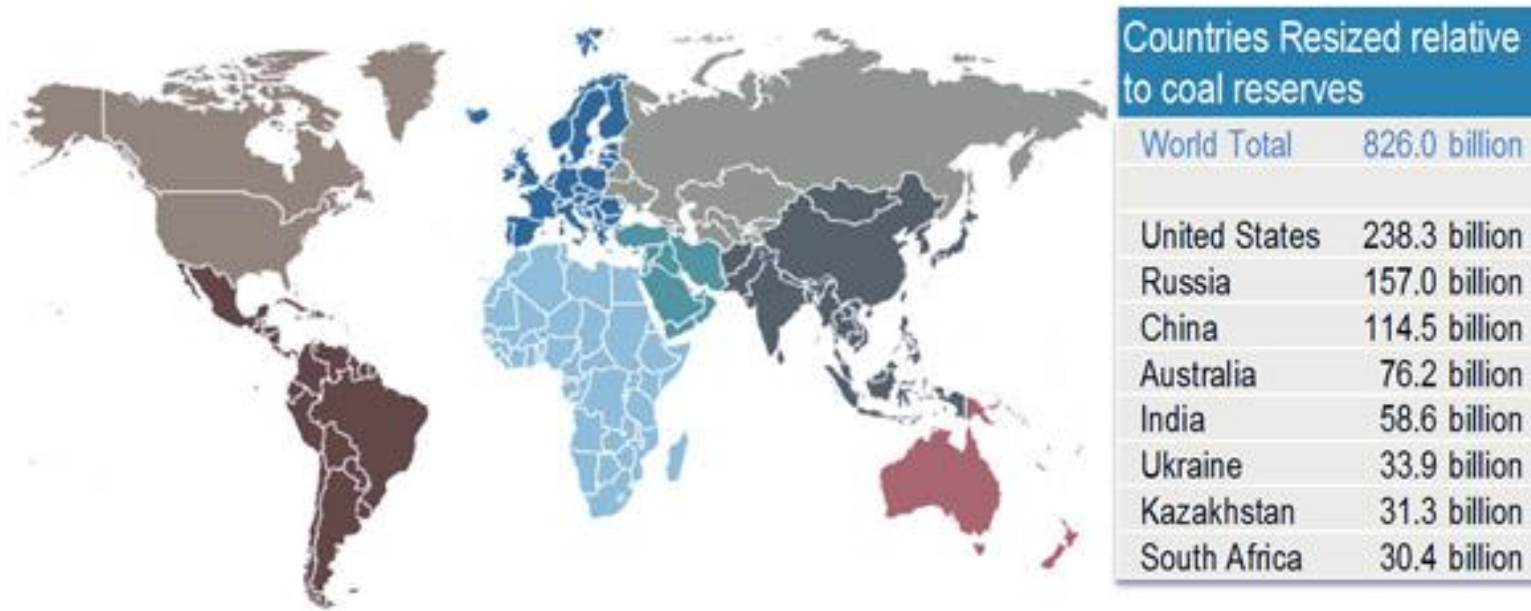 Countries Resized relative
to coal reserves
World Total 826.0 billion
United States 238.3 billion
Russia 157.0 billion
China 114.5 billion
Australia 76.2 billion
India 58.6 billion
Ukraine 33.9 billion
Kazakhstan 31.3 billion
South Africa 30.4 billion